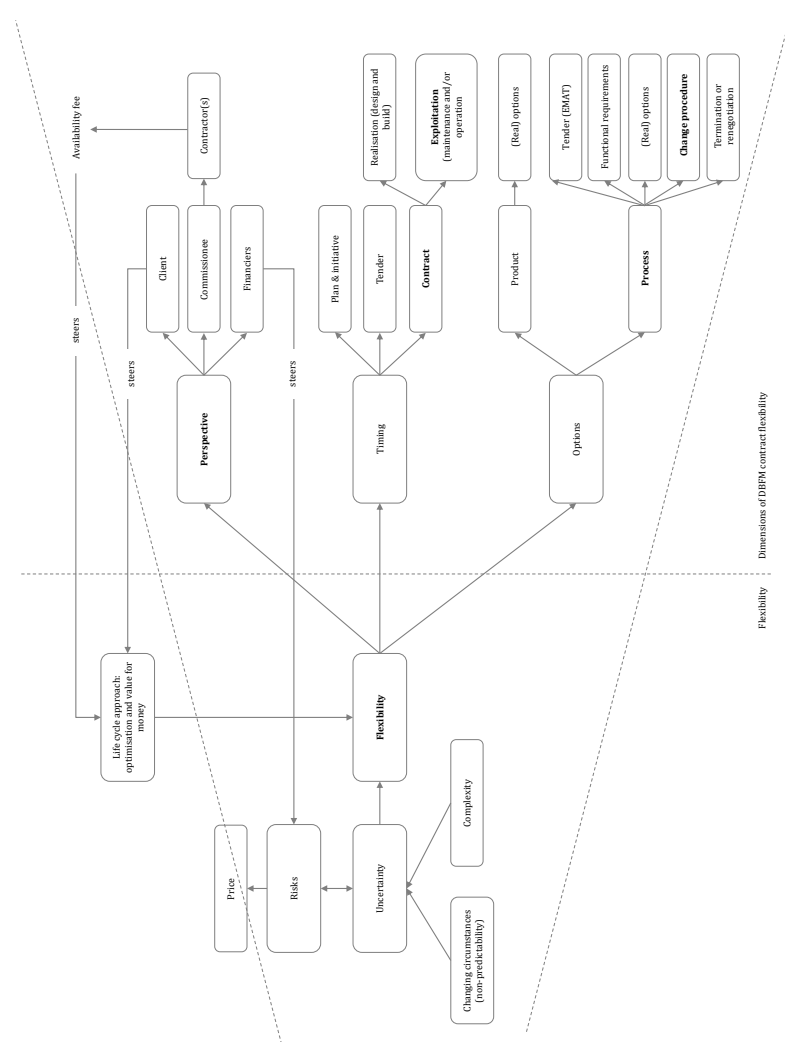 Availability fee
steers
Contractor(s)
Client
Commissionee
Financiers
steers
steers
Life cycle approach:
optimisation and value for
money
Perspective
Price
Risks
Uncertainty
Flexibility
Timing
Plan & initiative
Tender
Contract
Realisation (design and
build)
Exploitation
(maintenance and/or
operation
Changing circumstances
(non-predictability)
Complexity
Options
Product
(Real) options
Process
Tender (EMAT)
Functional requirements
(Real) options
Change procedure
Termination or
renegotiation
Flexibility
Dimensions of DBFM contract flexibility